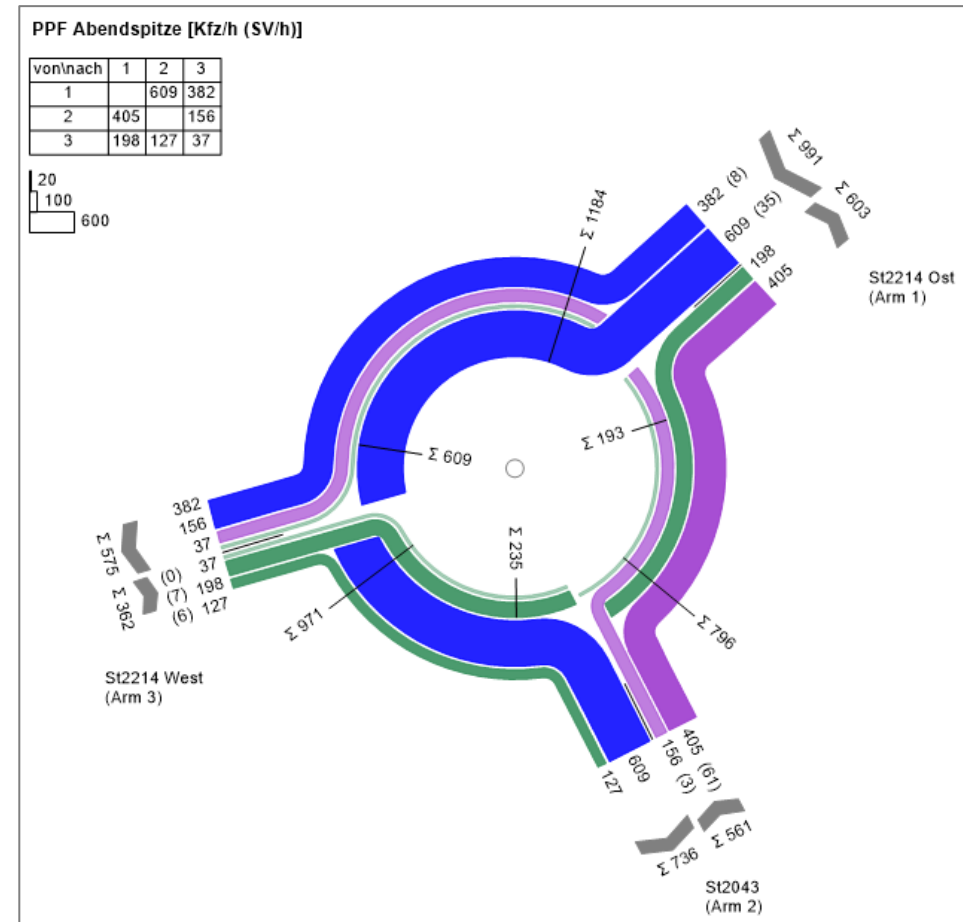 PPF Abendspitze [Kfz/h (SV/h)]
von\nach 1 2 3
1 609 382
2 405 156
3 198 127 37
20
100
600
Σ 991
Σ 603
382 (8)
609 (35)
198
405
St2214 Ost
(Arm 1)
Σ 1184
Σ 193
Σ 609
Σ 235
Σ 971
Σ 796
382
156
37
(0) 37
(7) 198
(6) 127
Σ 575
Σ 362
St2214 West
(Arm 3)
127
609
156 (3)
405 (61)
Σ 736
Σ 561
St2043
(Arm 2)